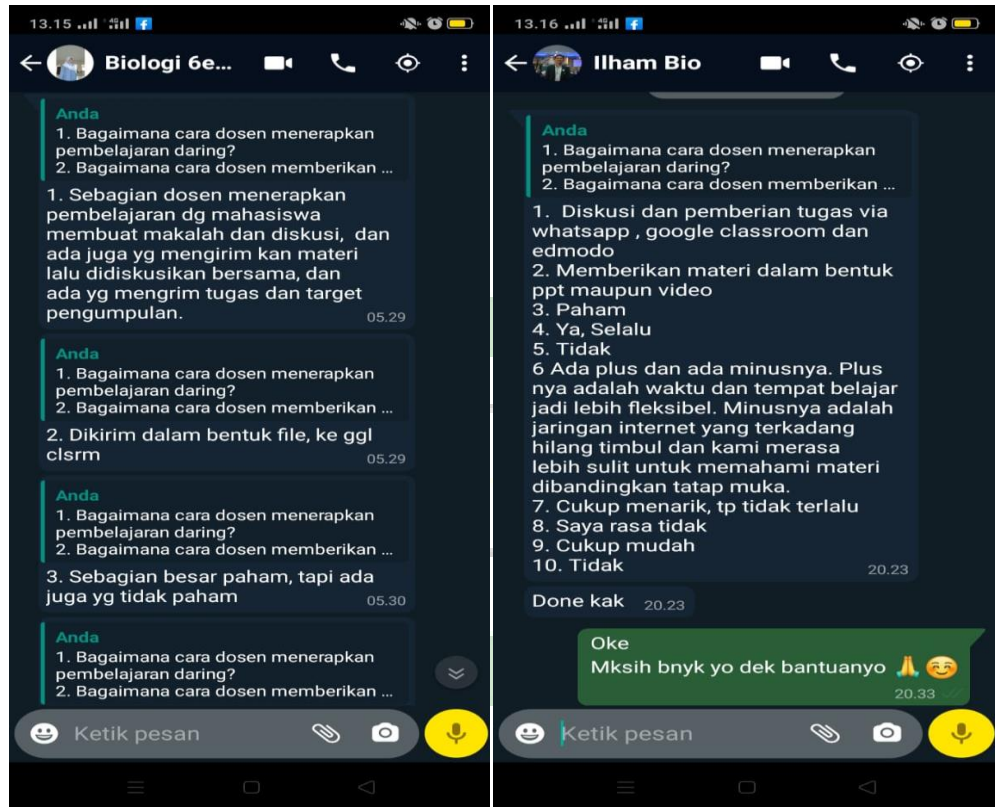 13.15
Biologi 6e...
Anda
1. Bagaimana cara dosen menerapkan
pembelajaran daring?
2. Bagaimana cara dosen memberikan ...
1. Sebagian dosen menerapkan
pembelajaran dg mahasiswa
membuat makalah dan diskusi, dan
ada juga yg mengirim kan materi
lalu didiskusikan bersama, dan
ada yg mengrim tugas dan target
pengumpulan.
05.29
Anda
1. Bagaimana cara dosen menerapkan
pembelajaran daring?
2. Bagaimana cara dosen memberikan ...
2. Dikirim dalam bentuk file, ke ggl
clsrm
05.29
Anda
1. Bagaimana cara dosen menerapkan
pembelajaran daring?
2. Bagaimana cara dosen memberikan ...
3. Sebagian besar paham, tapi ada
juga yg tidak paham
05.30
Anda
1. Bagaimana cara dosen menerapkan
pembelajaran daring?
2. Bagaimana cara dosen memberikan ...
Ketik pesan
13.16
Ilham Bio
Anda
1. Bagaimana cara dosen menerapkan
pembelajaran daring?
2. Bagaimana cara dosen memberikan ...
1. Diskusi dan pemberian tugas via
whatsapp , google classroom dan
edmodo
2. Memberikan materi dalam bentuk
ppt maupun video
3. Paham
4. Ya, Selalu
5. Tidak
6 Ada plus dan ada minusnya. Plus
nya adalah waktu dan tempat belajar
jadi lebih fleksibel. Minusnya adalah
jaringan internet yang terkadang
hilang timbul dan kami merasa
lebih sulit untuk memahami materi
dibandingkan tatap muka.
7. Cukup menarik, tp tidak terlalu
8. Saya rasa tidak
9. Cukup mudah
10. Tidak
20.23
Done kak 20.23
Oke
Mksih bnyk yo dek bantuanyo 🙏 ☺️
20.33
Ketik pesan